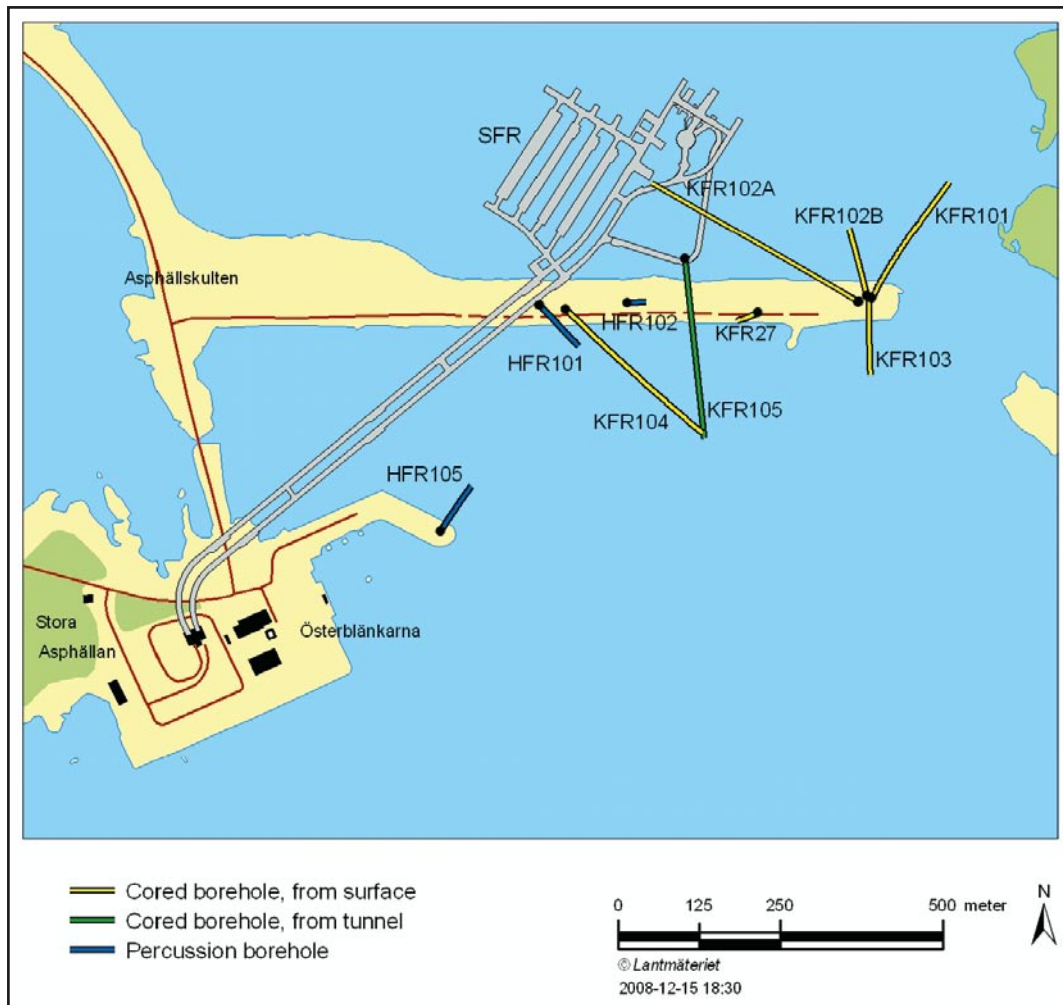 SFR
KFR102A
KFR102B
KFR101
Asphällskulten
HFR102
KFR27
HFR101
KFR103
KFR104
KFR105
HFR105
Stora
Asphällan
Österblänkarna
Cored borehole, from surface
Cored borehole, from tunnel
Percussion borehole
0 125 250 500 meter
N
© Lantmäteriet
2008-12-15 18:30